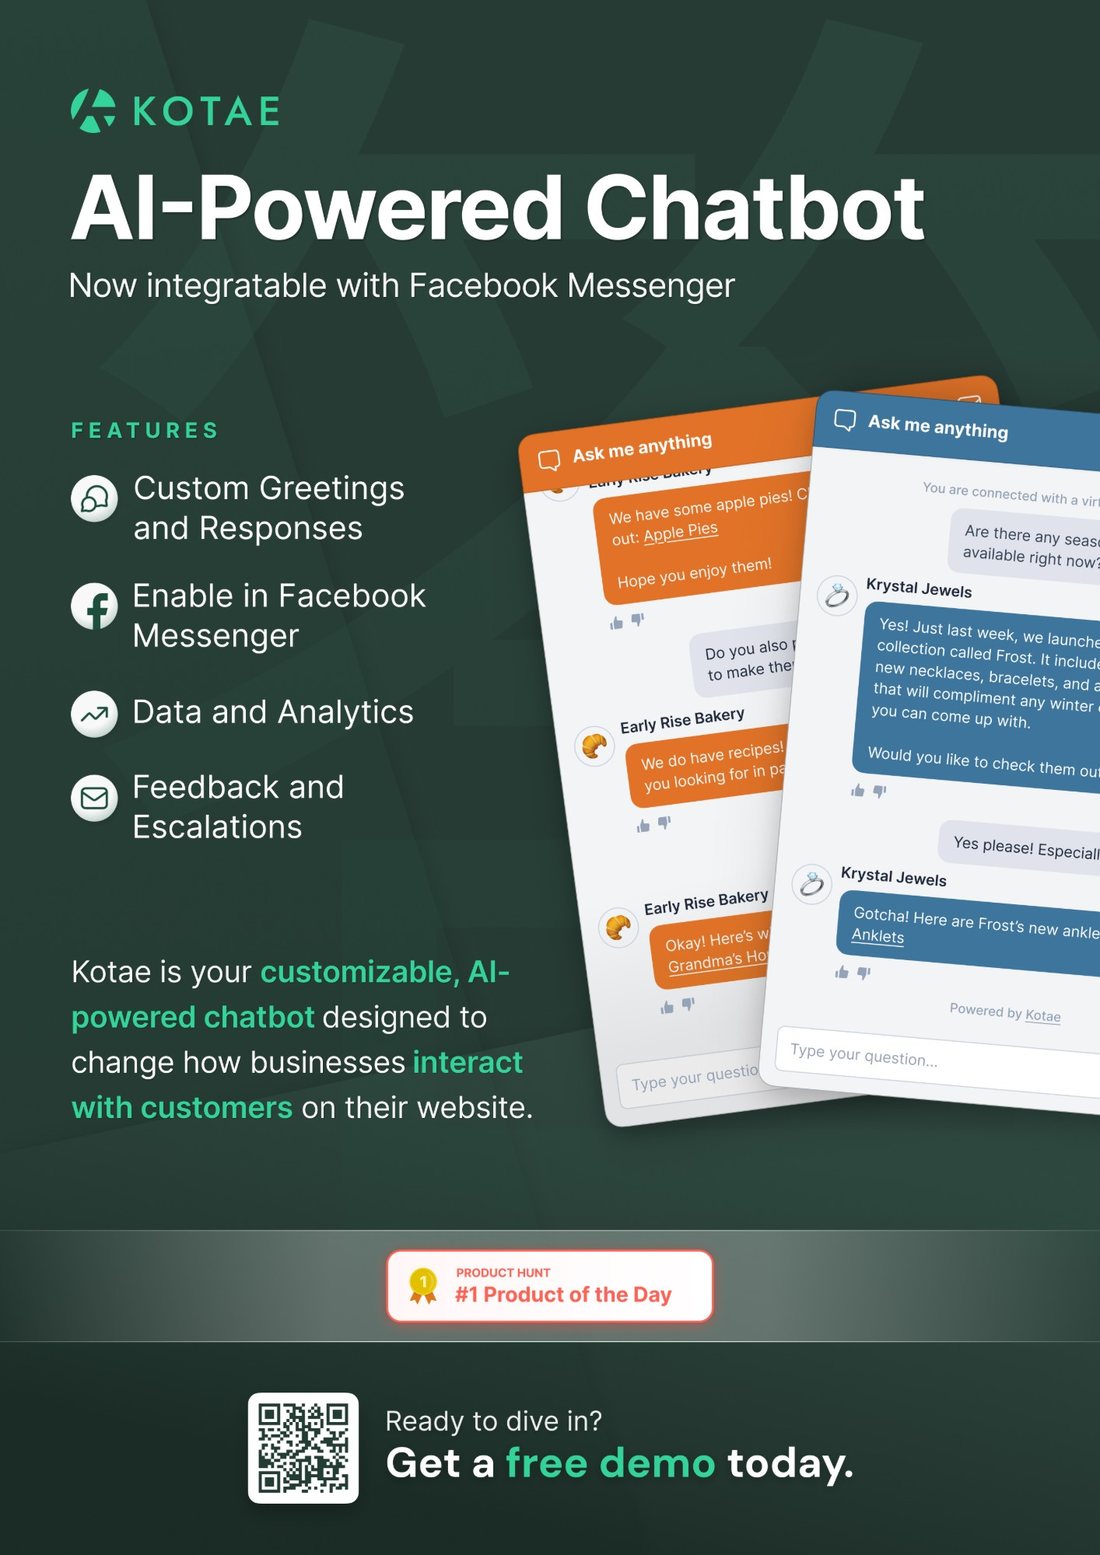 KOTAE
AI-Powered Chatbot
Now integratable with Facebook Messenger
FEATURES
Custom Greetings
and Responses
Enable in Facebook
Messenger
Data and Analytics
Feedback and
Escalations
Kotae is your customizable, AI-
powered chatbot designed to
change how businesses interact
with customers on their website.
Ask me anything
Early Rise Bakery
We have some apple pies!
out: Apple Pies
Hope you enjoy them!
Do you also
to make
Early Rise Bakery
We do have recipes!
you looking for in
Early Rise Bakery
Okay! Here's
Grandma's
Type your
Ask me anything
You are connected with a
Are there any
available right now?
Krystal Jewels
Yes! Just last week, we
collection called Frost. It
new necklaces, bracelets, and
that will compliment any winter
you can come up with.
Would you like to check them
Yes please!
Krystal Jewels
Gotcha! Here are Frost's new
Anklets
Powered by Kotae
Type your question...
PRODUCT HUNT
1
#1 Product of the Day
Ready to dive in?
Get a free demo today.